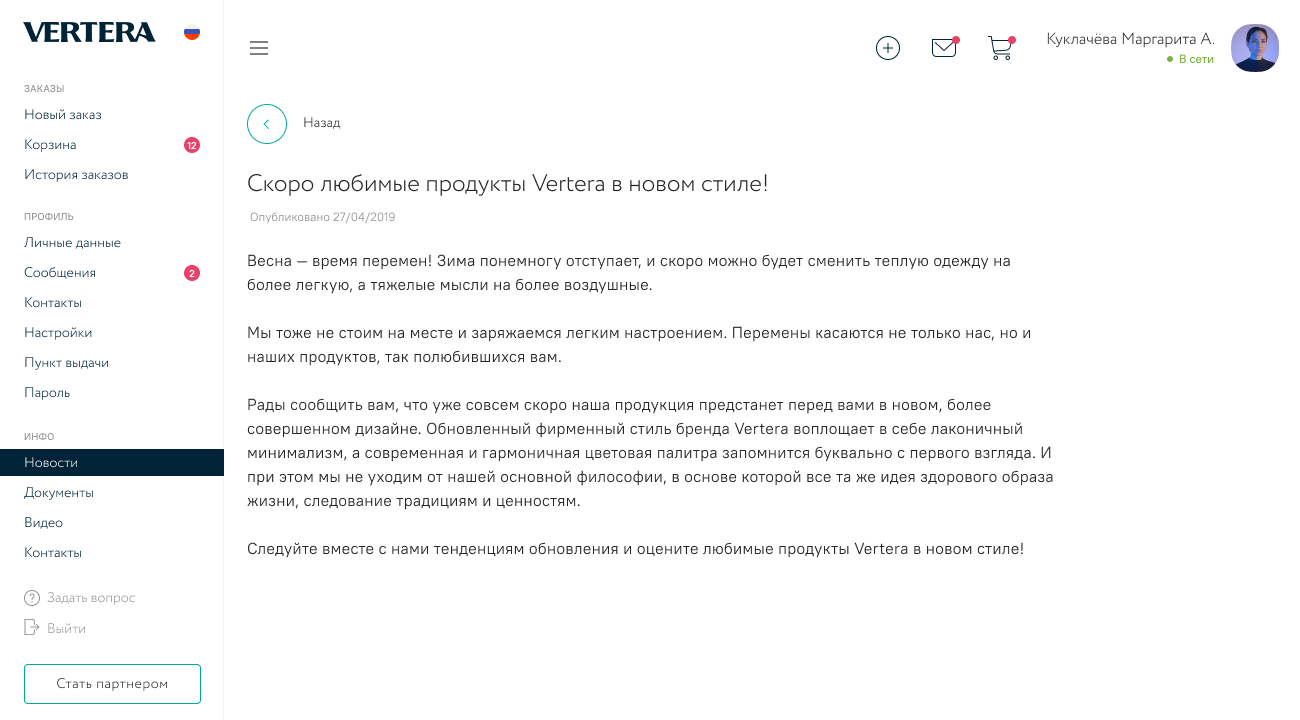 VERTERA
ЗАКАЗЫ
Новый заказ
Корзина 12
История заказов
ПРОФИЛЬ
Личные данные
Сообщения 2
Контакты
Настройки
Пункт выдачи
Пароль
ИНФО
Новости
Документы
Видео
Контакты
? Задать вопрос
Выйти
Стать партнером
Куклачёва Маргарита А.
В сети
Назад
Скоро любимые продукты Vertera в новом стиле!
Опубликовано 27/04/2019
Весна — время перемен! Зима понемногу отступает, и скоро можно будет сменить теплую одежду на
более легкую, а тяжелые мысли на более воздушные.
Мы тоже не стоим на месте и заряжаемся легким настроением. Перемены касаются не только нас, но и
наших продуктов, так полюбившихся вам.
Рады сообщить вам, что уже совсем скоро наша продукция предстанет перед вами в новом, более
совершенном дизайне. Обновленный фирменный стиль бренда Vertera воплощает в себе лаконичный
минимализм, а современная и гармоничная цветовая палитра запомнится буквально с первого взгляда. И
при этом мы не уходим от нашей основной философии, в основе которой все та же идея здорового образа
жизни, следование традициям и ценностям.
Следуйте вместе с нами тенденциям обновления и оцените любимые продукты Vertera в новом стиле!